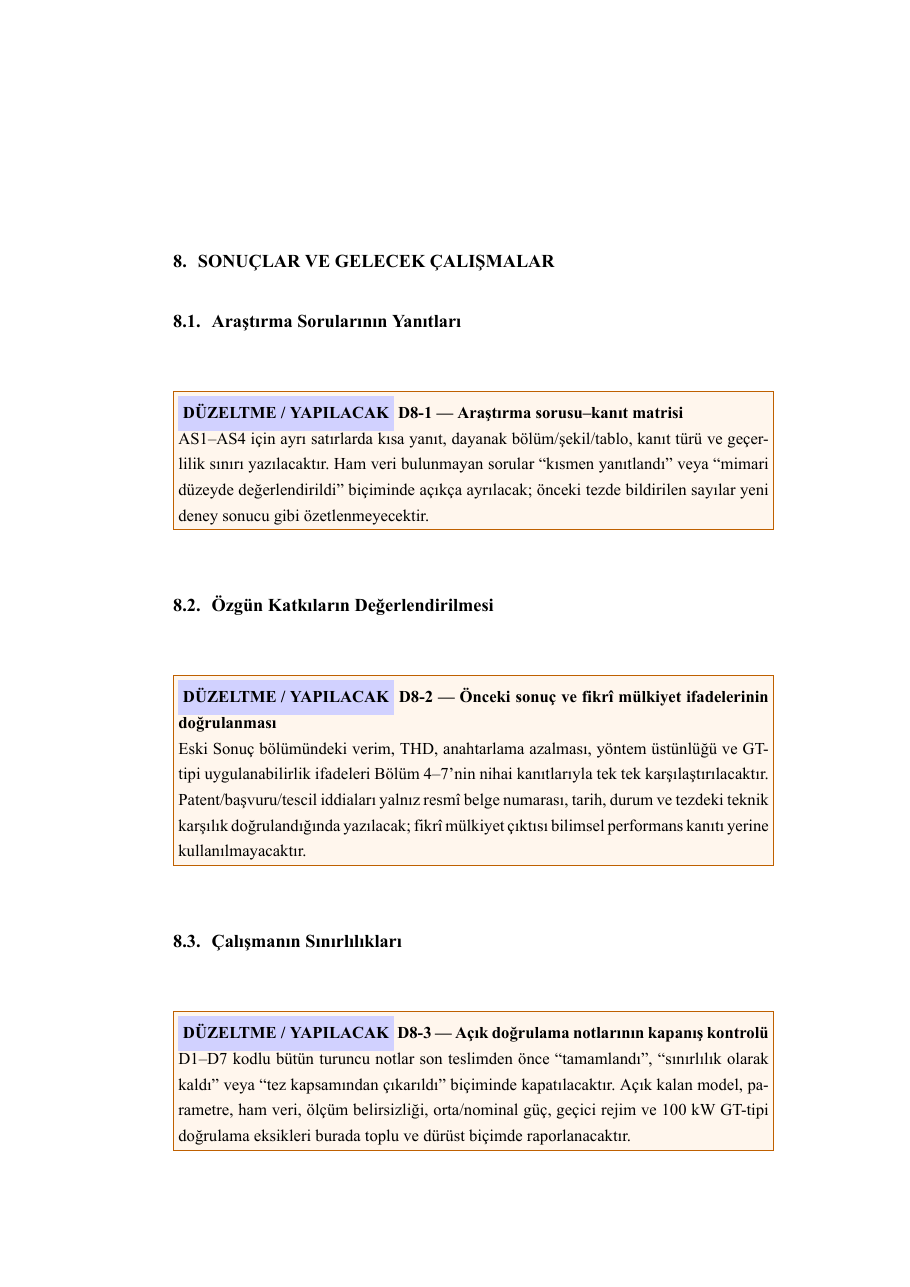 8. SONUÇLAR VE GELECEK ÇALIŞMALAR
8.1. Araştırma Sorularının Yanıtları
DÜZELTME / YAPILACAK D8-1 — Araştırma sorusu–kanıt matrisi
AS1–AS4 için ayrı satırlarda kısa yanıt, dayanak bölüm/şekil/tablo, kanıt türü ve geçer-
lilik sınırı yazılacaktır. Ham veri bulunmayan sorular “kısmen yanıtlandı” veya “mimari
düzeyde değerlendirildi” biçiminde açıkça ayrılacak; önceki tezde bildirilen sayılar yeni
deney sonucu gibi özetlenmeyecektir.
8.2. Özgün Katkıların Değerlendirilmesi
DÜZELTME / YAPILACAK D8-2 — Önceki sonuç ve fikrî mülkiyet ifadelerinin
doğrulanması
Eski Sonuç bölümündeki verim, THD, anahtarlama azalması, yöntem üstünlüğü ve GT-
tipi uygulanabilirlik ifadeleri Bölüm 4–7’nin nihai kanıtlarıyla tek tek karşılaştırılacaktır.
Patent/başvuru/tescil iddiaları yalnız resmî belge numarası, tarih, durum ve tezdeki teknik
karşılık doğrulandığında yazılacak; fikrî mülkiyet çıktısı bilimsel performans kanıtı yerine
kullanılmayacaktır.
8.3. Çalışmanın Sınırlılıkları
DÜZELTME / YAPILACAK D8-3 — Açık doğrulama notlarının kapanış kontrolü
D1–D7 kodlu bütün turuncu notlar son teslimden önce “tamamlandı”, “sınırlılık olarak
kaldı” veya “tez kapsamından çıkarıldı” biçiminde kapatılacaktır. Açık kalan model, pa-
rametre, ham veri, ölçüm belirsizliği, orta/nominal güç, geçici rejim ve 100 kW GT-tipi
doğrulama eksikleri burada toplu ve dürüst biçimde raporlanacaktır.